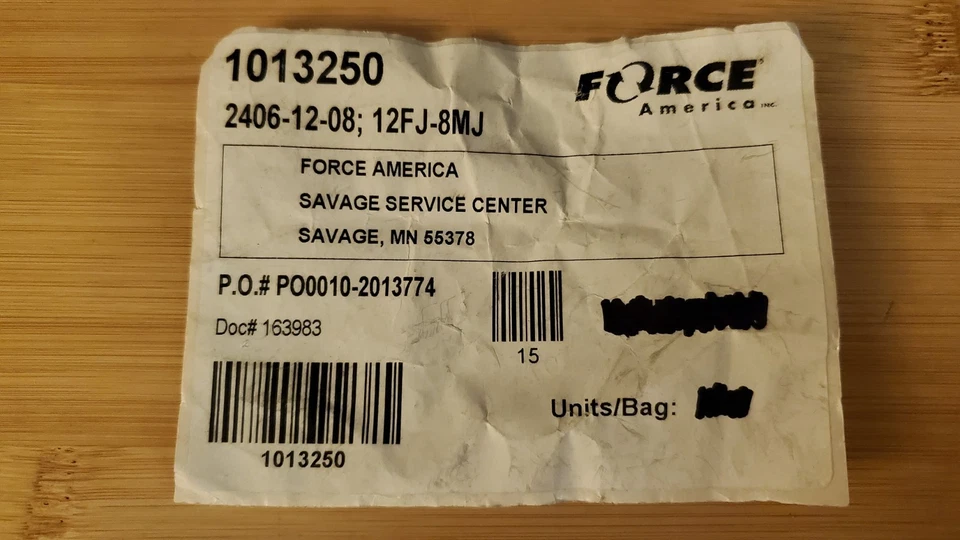 1013250
FORCE
America INC.
2406-12-08; 12FJ-8MJ
FORCE AMERICA
SAVAGE SERVICE CENTER
SAVAGE, MN 55378
P.O.# PO0010-2013774
Doc# 163983
15
Units/Bag:
1013250